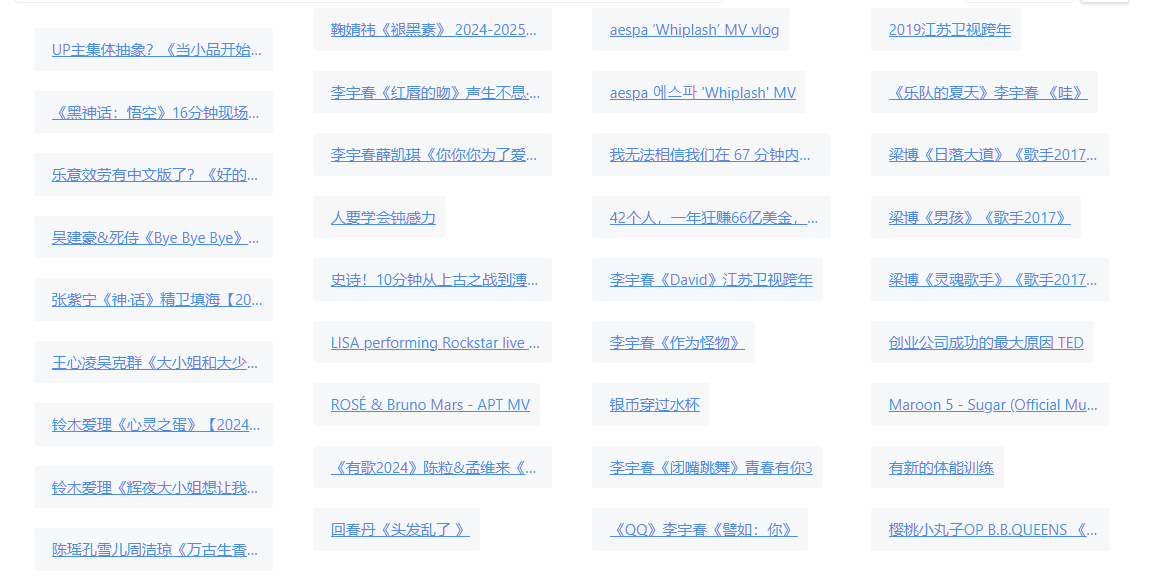 UP主集体抽象？《当小品开始...
《黑神话：悟空》16分钟现场...
乐意效劳有中文版了？《好的...
吴建豪&死侍《Bye Bye Bye》...
张紫宁《神·话》精卫填海【20...
王心凌吴克群《大小姐和大少...
铃木爱理《心灵之蛋》【2024...
铃木爱理《辉夜大小姐想让我...
陈瑶孔雪儿周洁琼《万古生香...
鞠婧祎《褪黑素》 2024-2025...
李宇春《红唇的吻》声生不息·...
李宇春薛凯琪《你你你为了爱...
人要学会钟感力
史诗！10分钟从上古之战到溥...
LISA performing Rockstar live ...
ROSÉ & Bruno Mars - APT MV
《有歌2024》陈粒&孟维来《...
回春丹《头发乱了 》
aespa ‘Whiplash’ MV vlog
aespa 에스파 'Whiplash' MV
我无法相信我们在 67 分钟内...
42个人，一年狂赚66亿美金，...
李宇春《David》江苏卫视跨年
李宇春《作为怪物》
银币穿过水杯
李宇春《闭嘴跳舞》青春有你3
《QQ》李宇春《譬如：你》
2019江苏卫视跨年
《乐队的夏天》李宇春 《哇》
梁博《日落大道》《歌手2017...
梁博《男孩》《歌手2017》
梁博《灵魂歌手》《歌手2017...
创业公司成功的最大原因 TED
Maroon 5 - Sugar (Official Mu...
有新的体能训练
樱桃小丸子OP B.B.QUEENS 《...